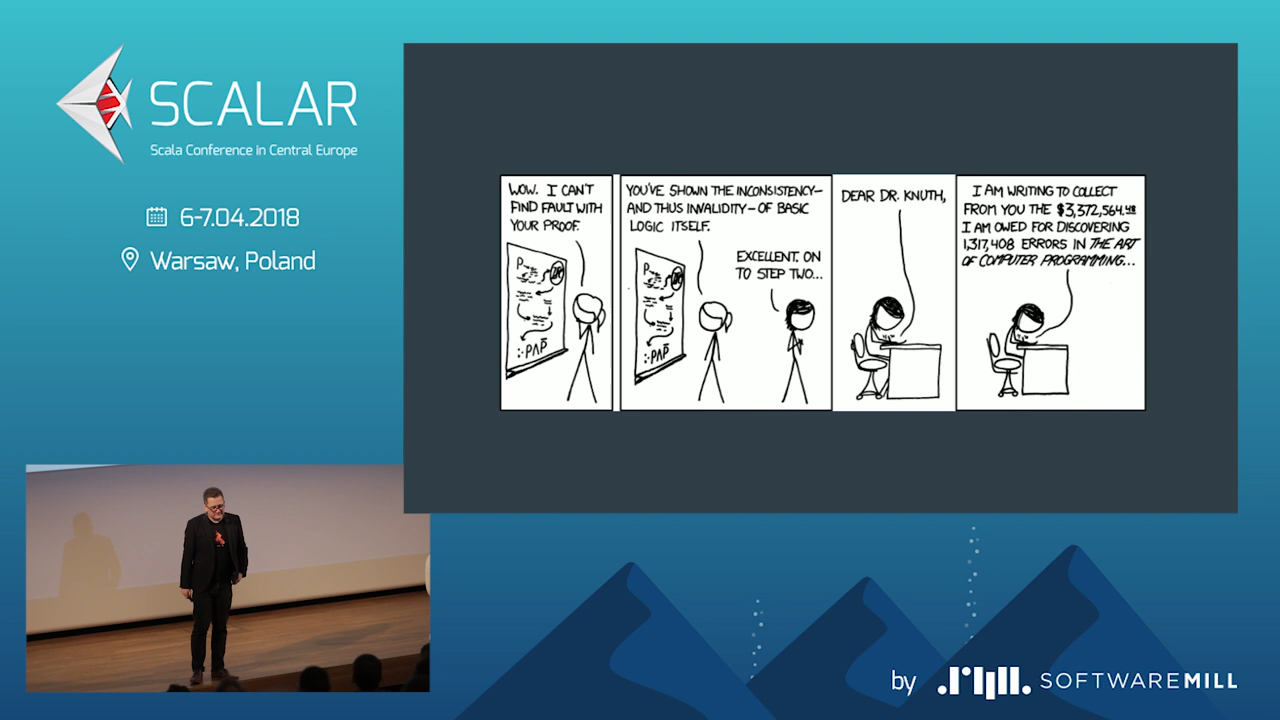 SCALAR
Scala Conference in Central Europe
6-7.04.2018
Warsaw, Poland
WOW. I CAN'T
FIND FAULT WITH
YOUR PROOF.
YOU'VE SHOWN THE INCONSISTENCY—
AND THUS INVALIDITY—OF BASIC
LOGIC ITSELF.
EXCELLENT. ON
TO STEP TWO...
DEAR DR. KNUTH,
I AM WRITING TO COLLECT
FROM YOU THE $3,372,564.48
I AM OWED FOR DISCOVERING
1,317,408 ERRORS IN THE ART
OF COMPUTER PROGRAMMING...
by
SOFTWAREMILL